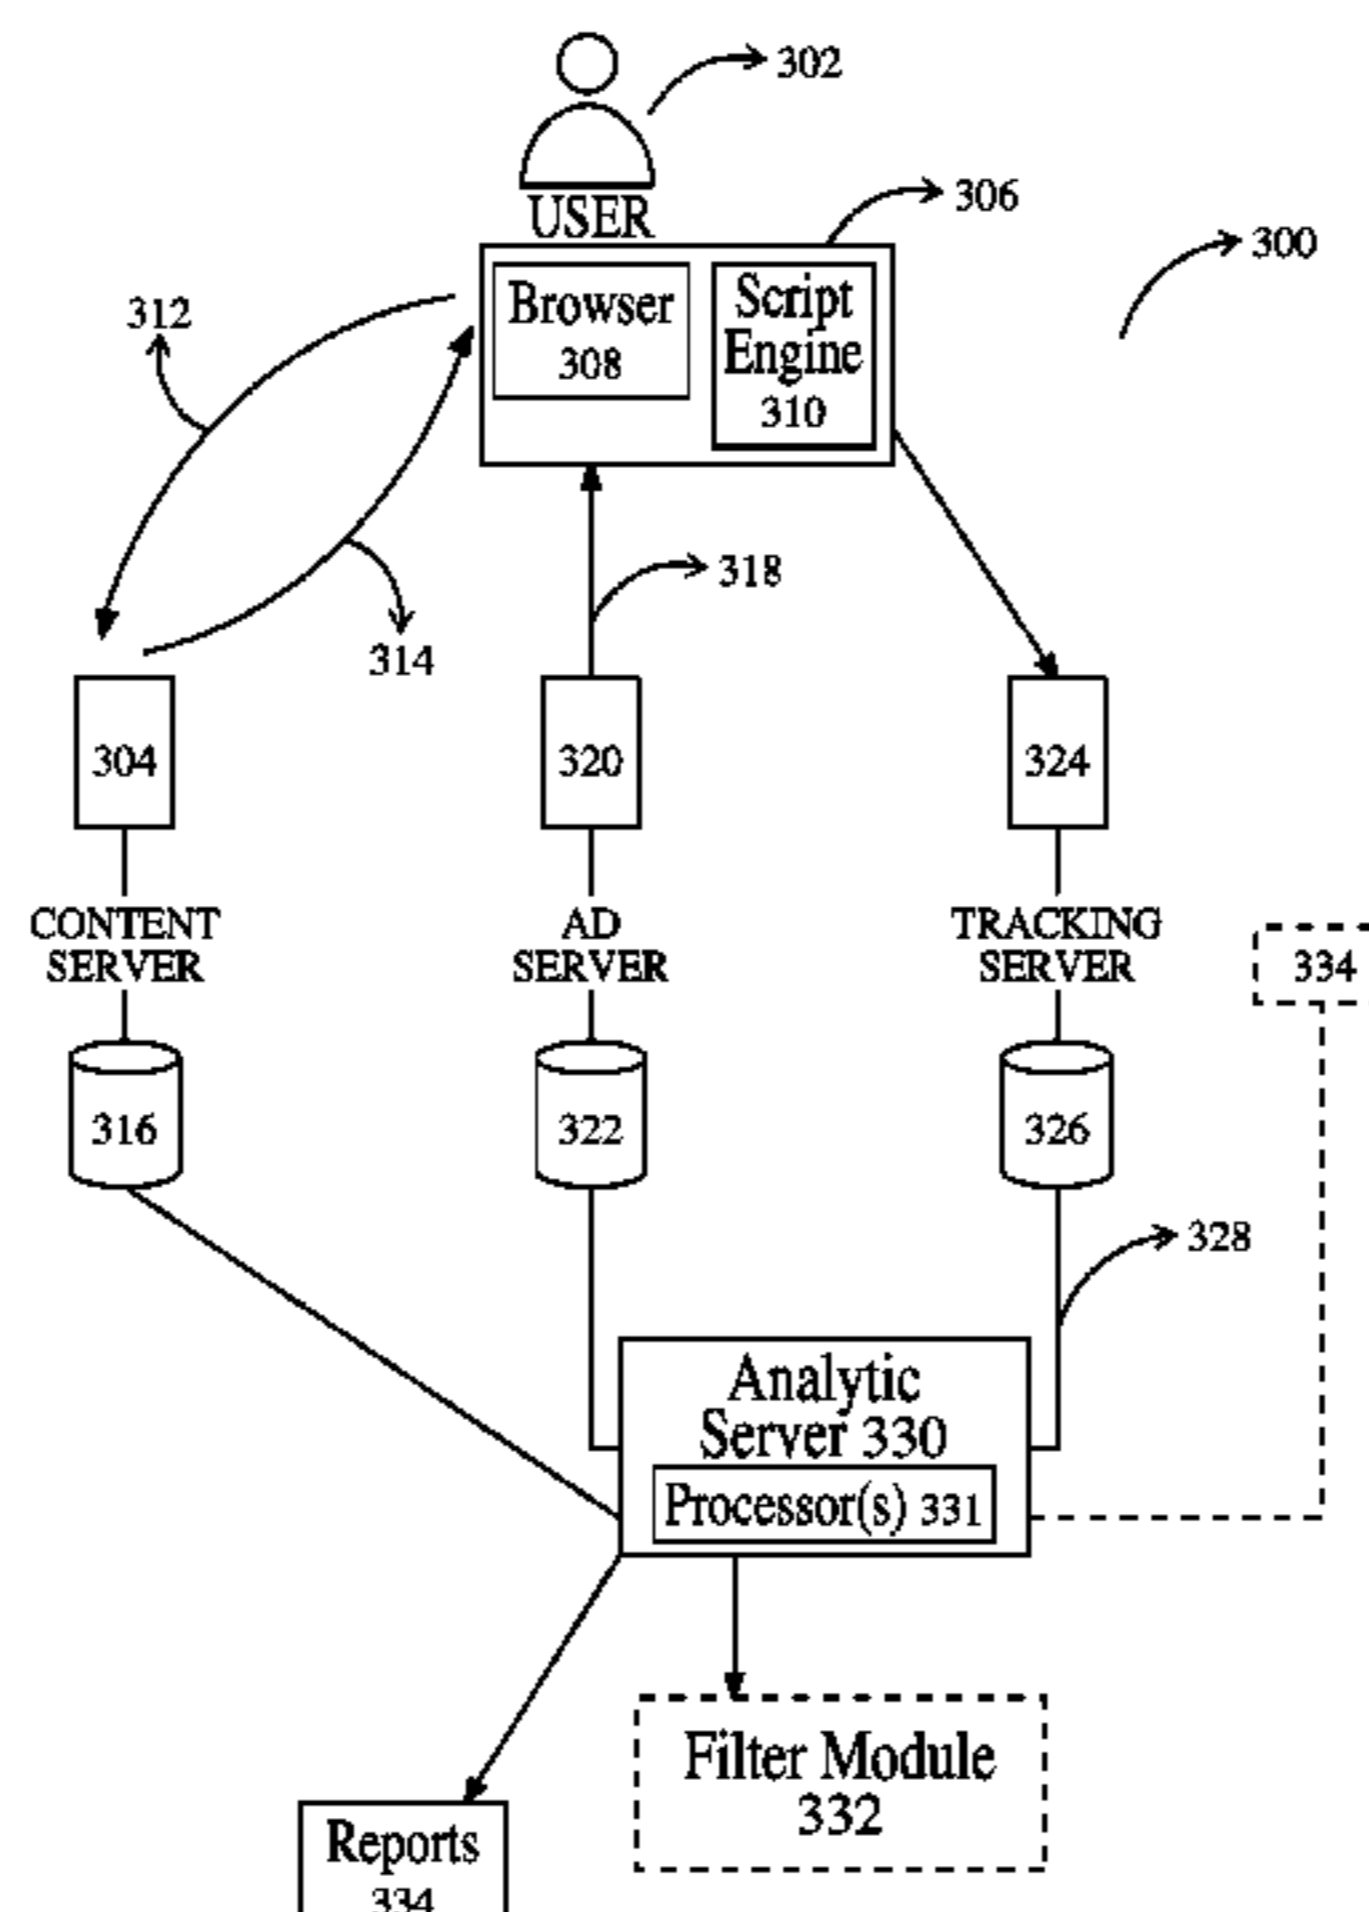 302
USER
306
300
Browser
308
Script
Engine
310
312
318
314
304
320
324
CONTENT
SERVER
AD
SERVER
TRACKING
SERVER
334
316
322
326
328
Analytic
Server 330
Processor(s) 331
Filter Module
332
Reports
334